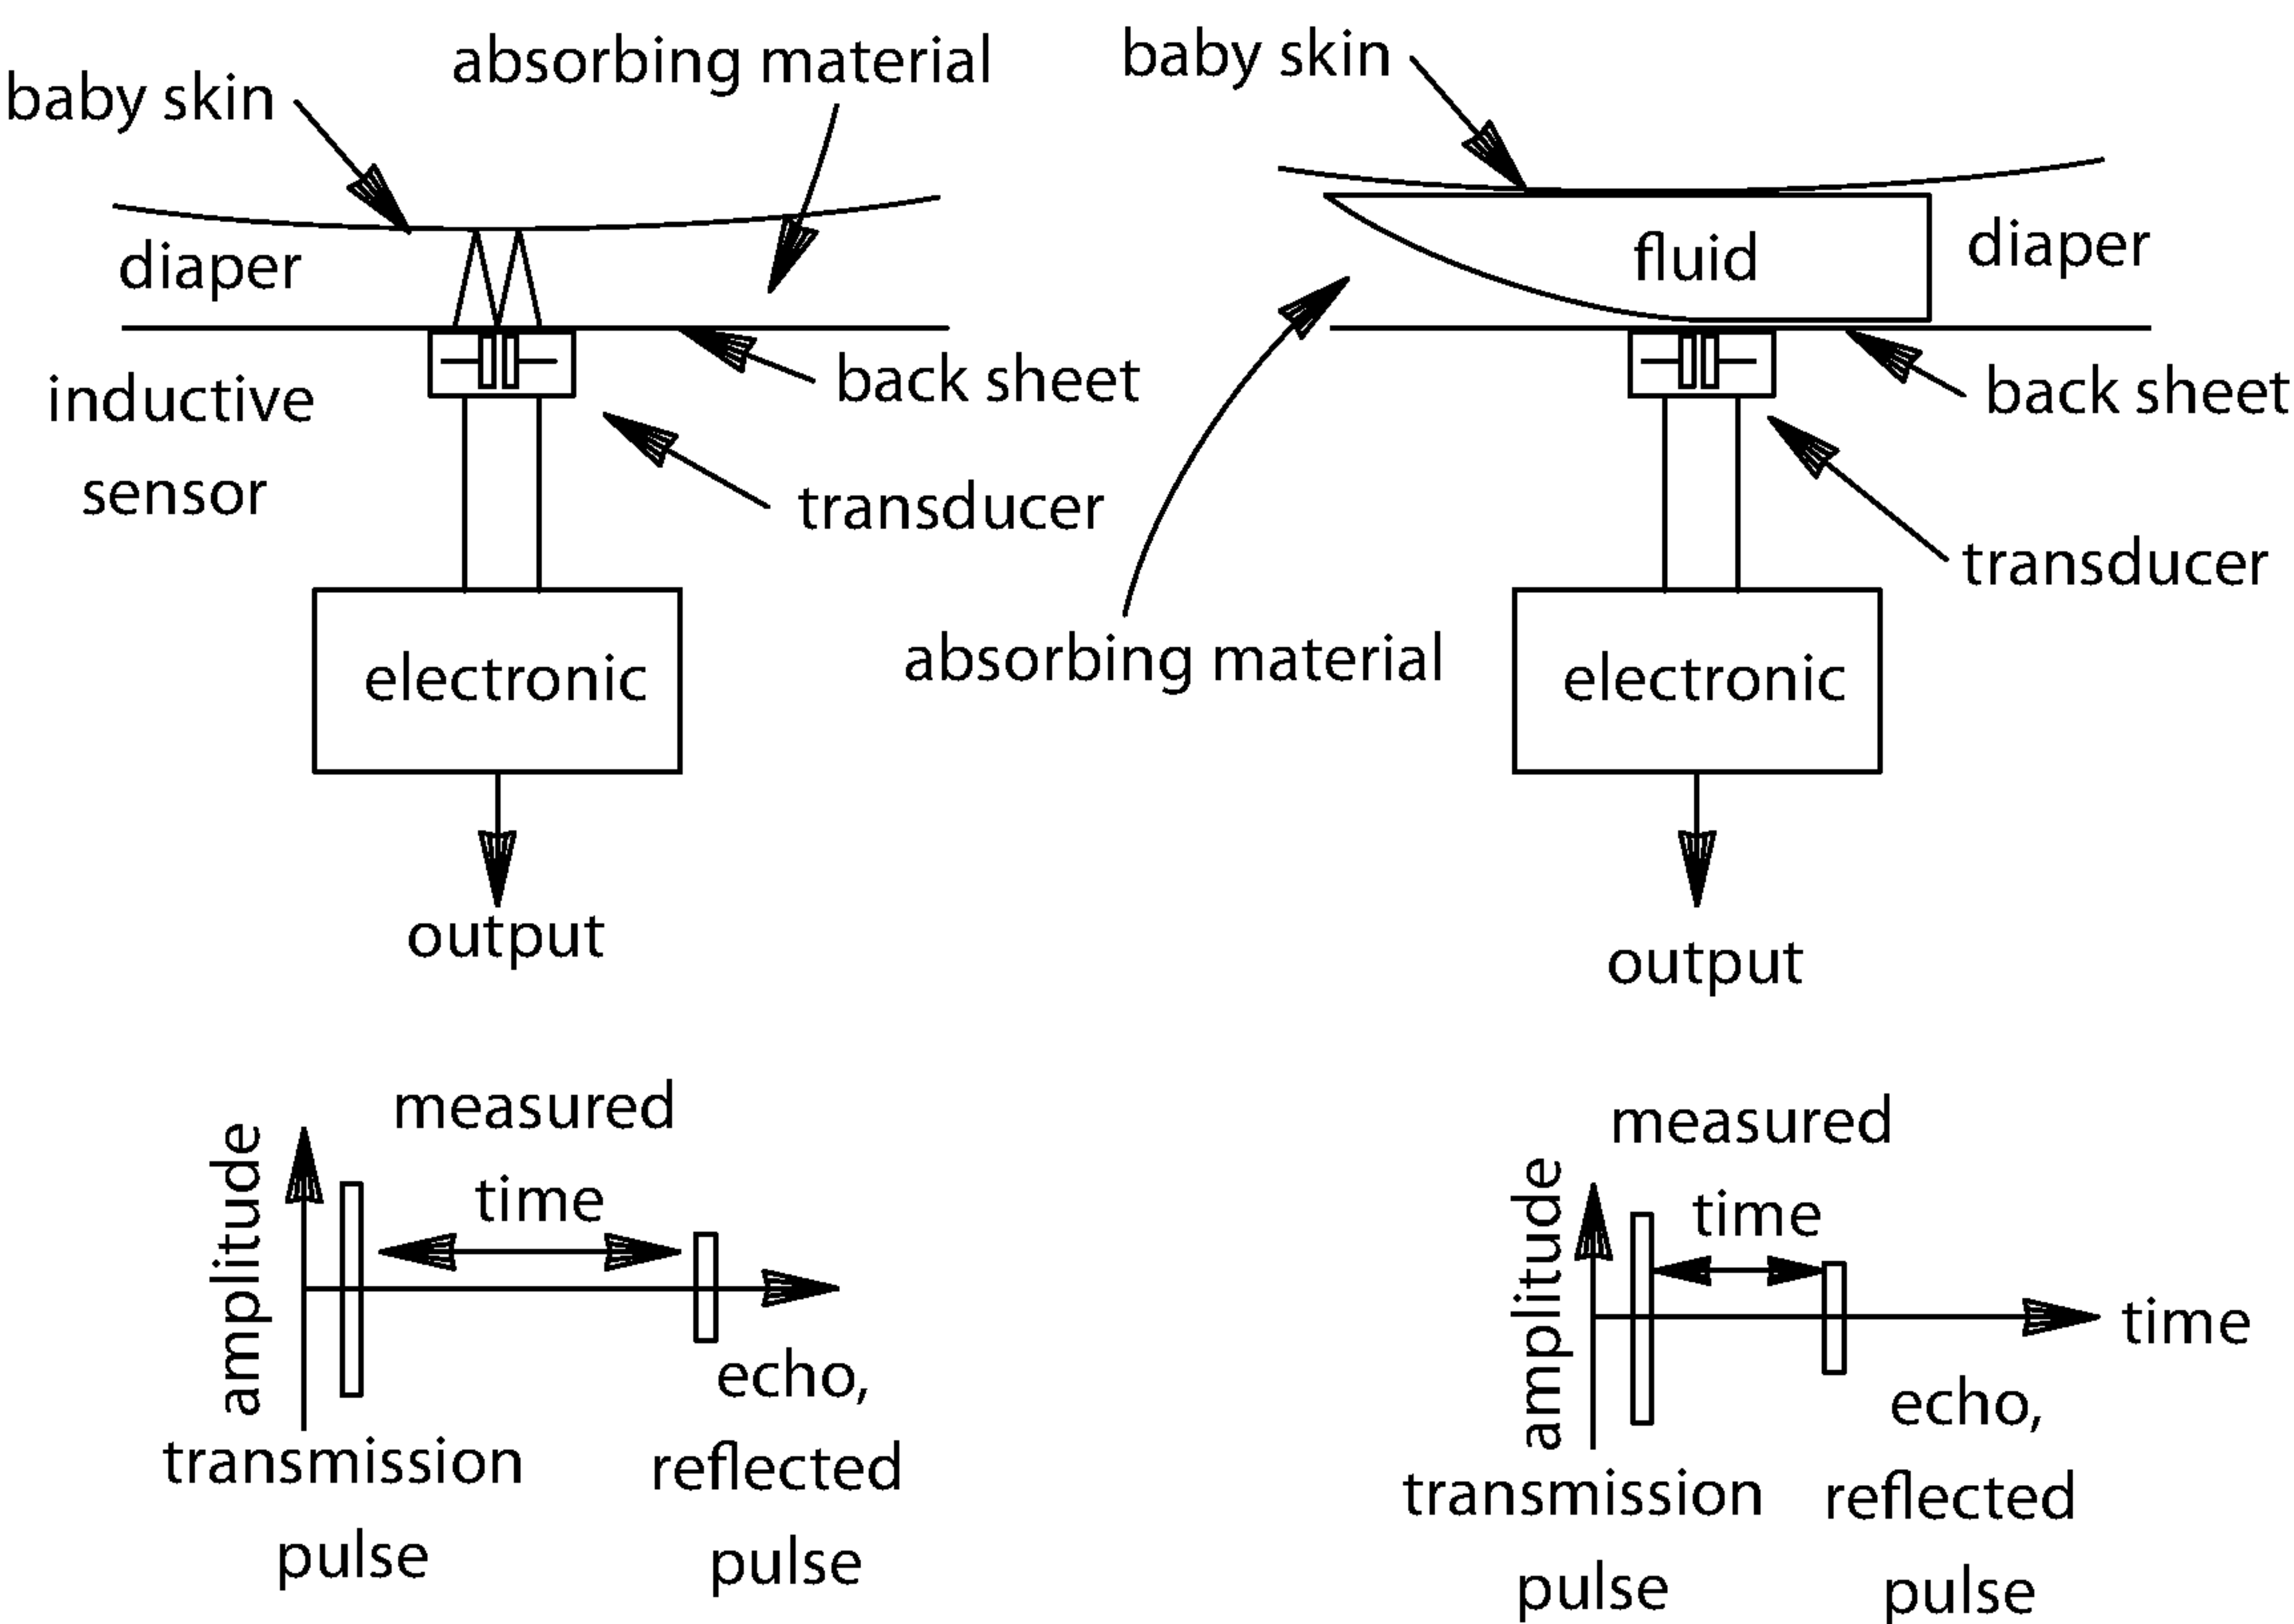 baby skin
absorbing material
diaper
inductive
sensor
back sheet
transducer
electronic
output
measured
time
amplitude
transmission
pulse
echo,
reflected
pulse
baby skin
fluid
diaper
back sheet
transducer
absorbing material
electronic
output
measured
time
amplitude
time
transmission
pulse
echo,
reflected
pulse